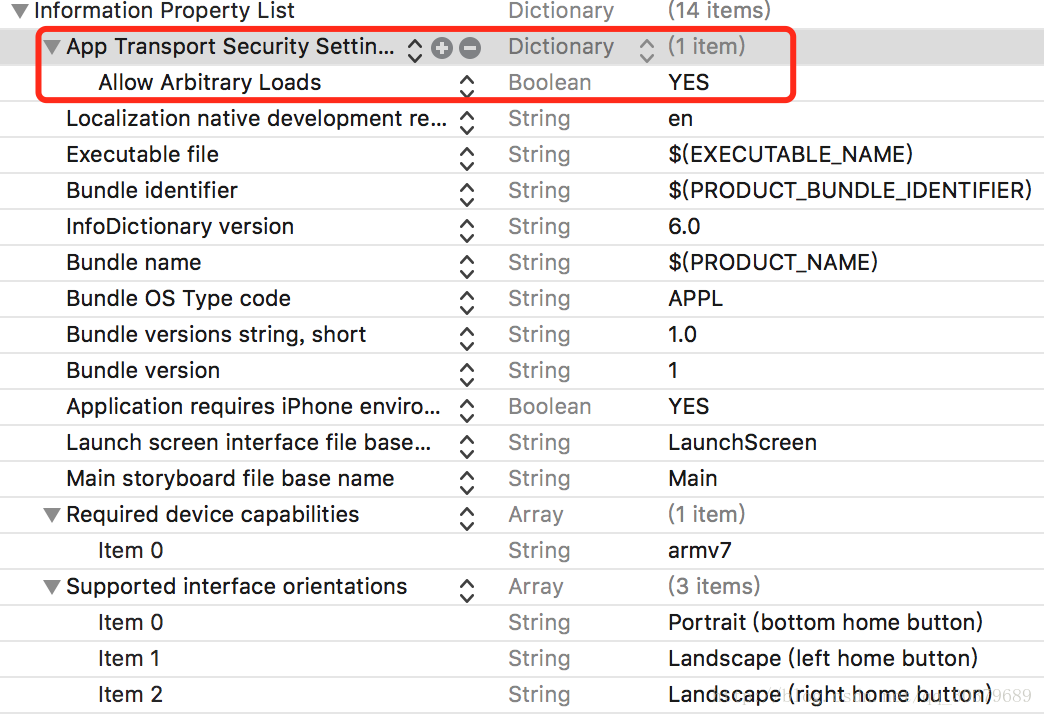 Information Property List Dictionary (14 items)
App Transport Security Settin... Dictionary (1 item)
Allow Arbitrary Loads Boolean YES
Localization native development re... String en
Executable file String $(EXECUTABLE_NAME)
Bundle identifier String $(PRODUCT_BUNDLE_IDENTIFIER)
InfoDictionary version String 6.0
Bundle name String $(PRODUCT_NAME)
Bundle OS Type code String APPL
Bundle versions string, short String 1.0
Bundle version String 1
Application requires iPhone enviro... Boolean YES
Launch screen interface file base... String LaunchScreen
Main storyboard file base name String Main
Required device capabilities Array (1 item)
Item 0 String armv7
Supported interface orientations Array (3 items)
Item 0 String Portrait (bottom home button)
Item 1 String Landscape (left home button)
Item 2 String Landscape (right home button)